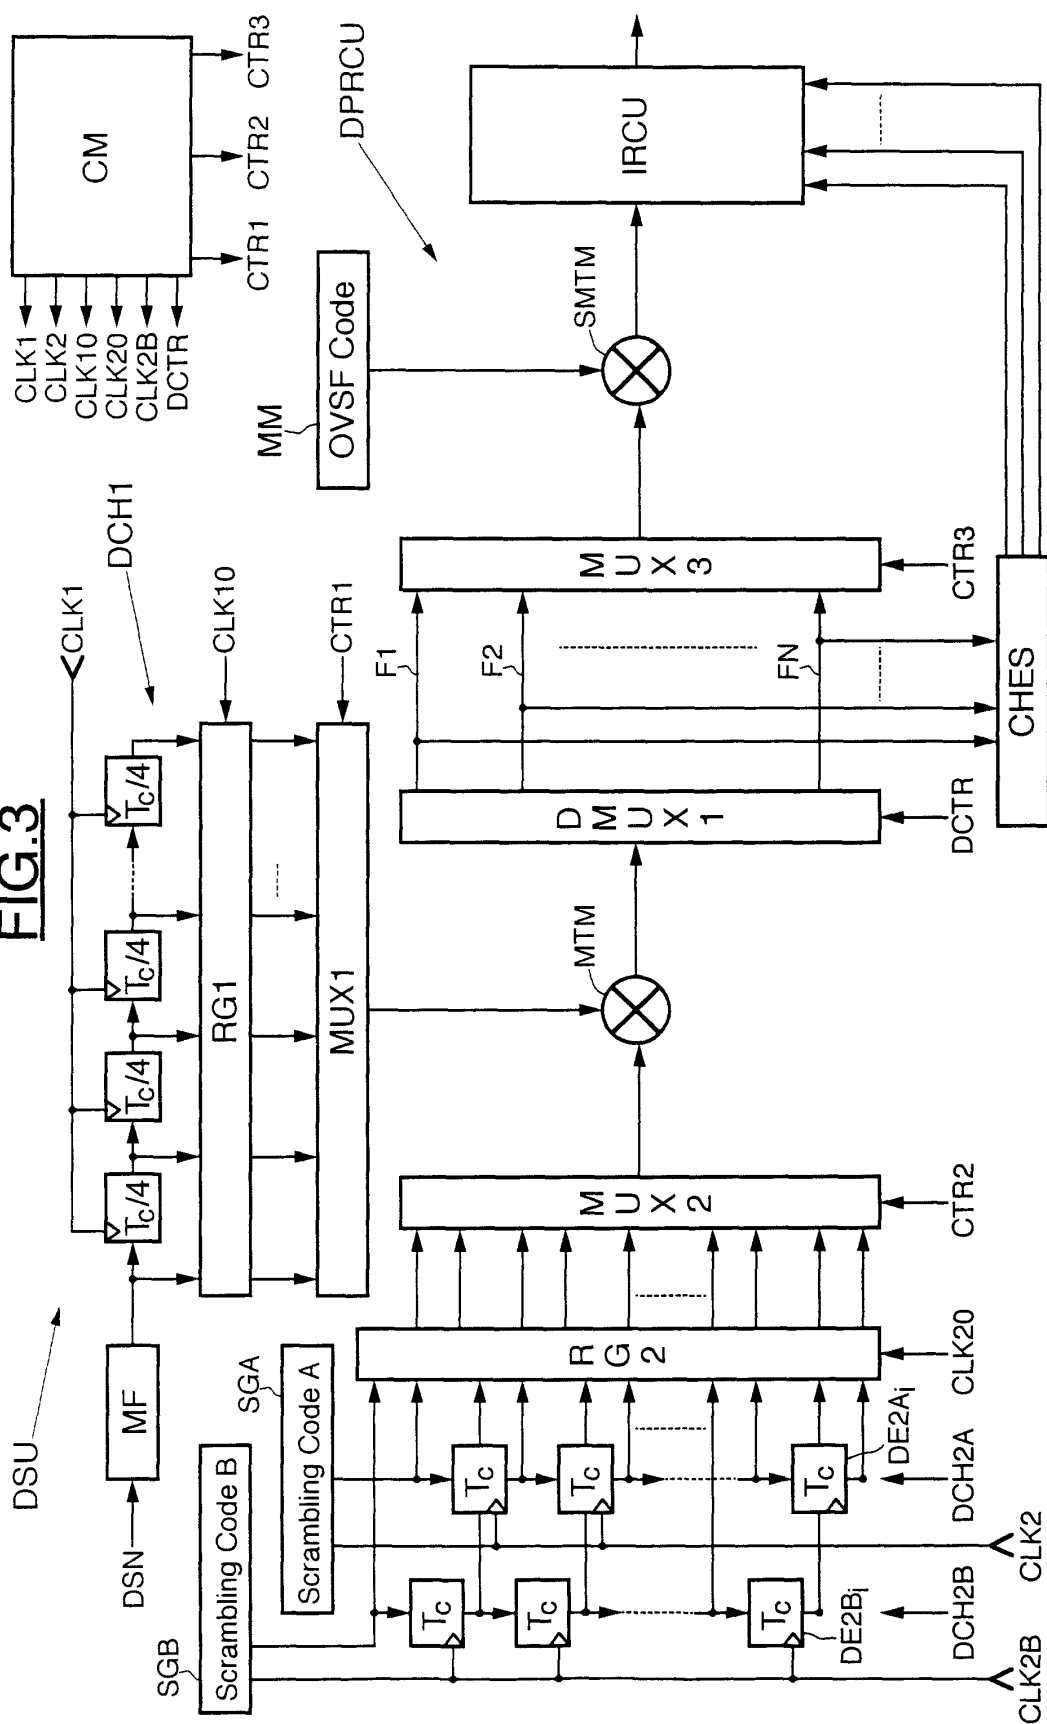 FIG.3
DSU
DSN
MF
Tc/4
Tc/4
Tc/4
Tc/4
CLK1
DCH1
RG1
CLK10
MUX1
CTR1
CM
CLK1
CLK2
CLK10
CLK20
CLK2B
DCTR
CTR1
CTR2
CTR3
SGB
Scrambling Code B
SGA
Scrambling Code A
Tc
Tc
Tc
Tc
Tc
Tc
DE2Bi
DE2Ai
CLK2B
DCH2B
CLK2
DCH2A
RG2
CLK20
MUX2
CTR2
MTM
DMUX1
DCTR
F1
F2
FN
MUX3
CTR3
CHES
MM
OVSF Code
SMTM
DPRCU
IRCU